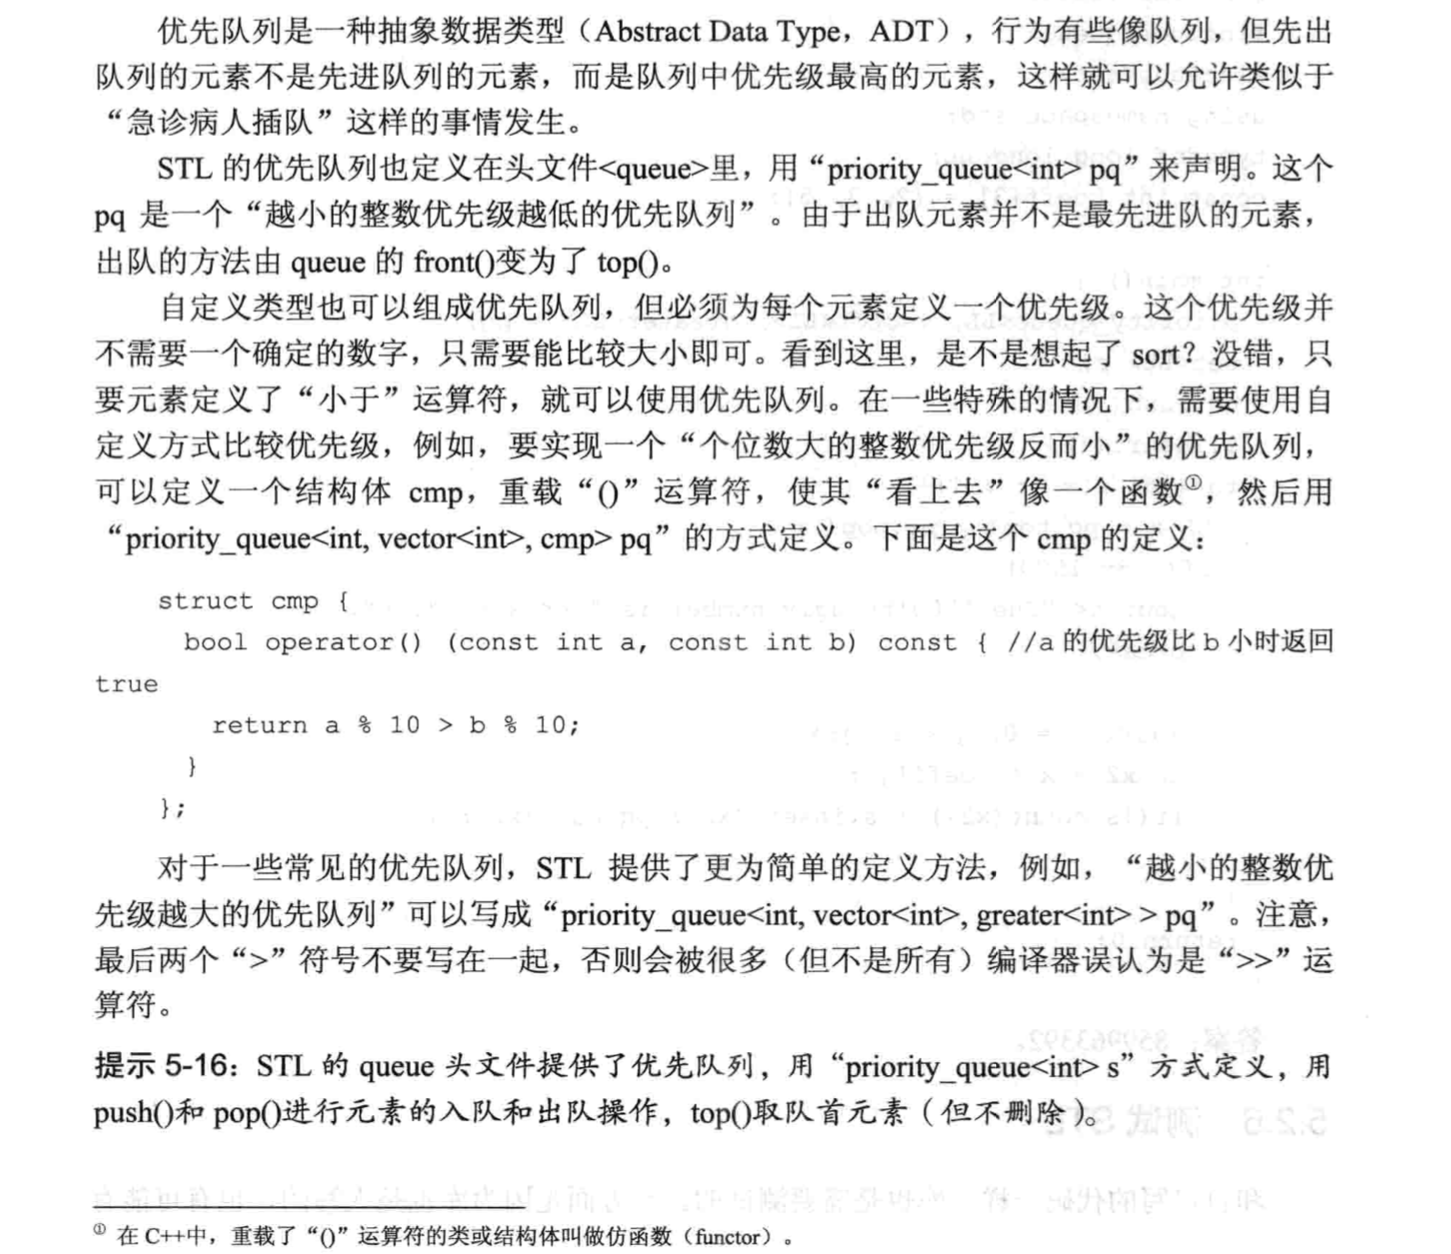 优先队列是一种抽象数据类型（Abstract Data Type，ADT），行为有些像队列，但先出
队列的元素不是先进队列的元素，而是队列中优先级最高的元素，这样就可以允许类似于
“急诊病人插队”这样的事情发生。
STL 的优先队列也定义在头文件<queue>里，用“priority_queue<int> pq”来声明。这个
pq 是一个“越小的整数优先级越低的优先队列”。由于出队元素并不是最先进队的元素，
出队的方法由 queue 的 front()变为了 top()。
自定义类型也可以组成优先队列，但必须为每个元素定义一个优先级。这个优先级并
不需要一个确定的数字，只需要能比较大小即可。看到这里，是不是想起了 sort？没错，只
要元素定义了“小于”运算符，就可以使用优先队列。在一些特殊的情况下，需要使用自
定义方式比较优先级，例如，要实现一个“个位数大的整数优先级反而小”的优先队列，
可以定义一个结构体 cmp，重载“()”运算符，使其“看上去”像一个函数①，然后用
“priority_queue<int, vector<int>, cmp> pq”的方式定义。下面是这个 cmp 的定义：
struct cmp {
bool operator() (const int a, const int b) const { //a 的优先级比 b 小时返回
true
return a % 10 > b % 10;
}
};
对于一些常见的优先队列，STL 提供了更为简单的定义方法，例如，“越小的整数优
先级越大的优先队列”可以写成“priority_queue<int, vector<int>, greater<int> > pq”。注意，
最后两个“>”符号不要写在一起，否则会被很多（但不是所有）编译器误认为是“>>”运
算符。
提示 5-16：STL 的 queue 头文件提供了优先队列，用“priority_queue<int> s”方式定义，用
push()和 pop()进行元素的入队和出队操作，top()取队首元素（但不删除）。
① 在 C++中，重载了“()”运算符的类或结构体叫做仿函数（functor）。